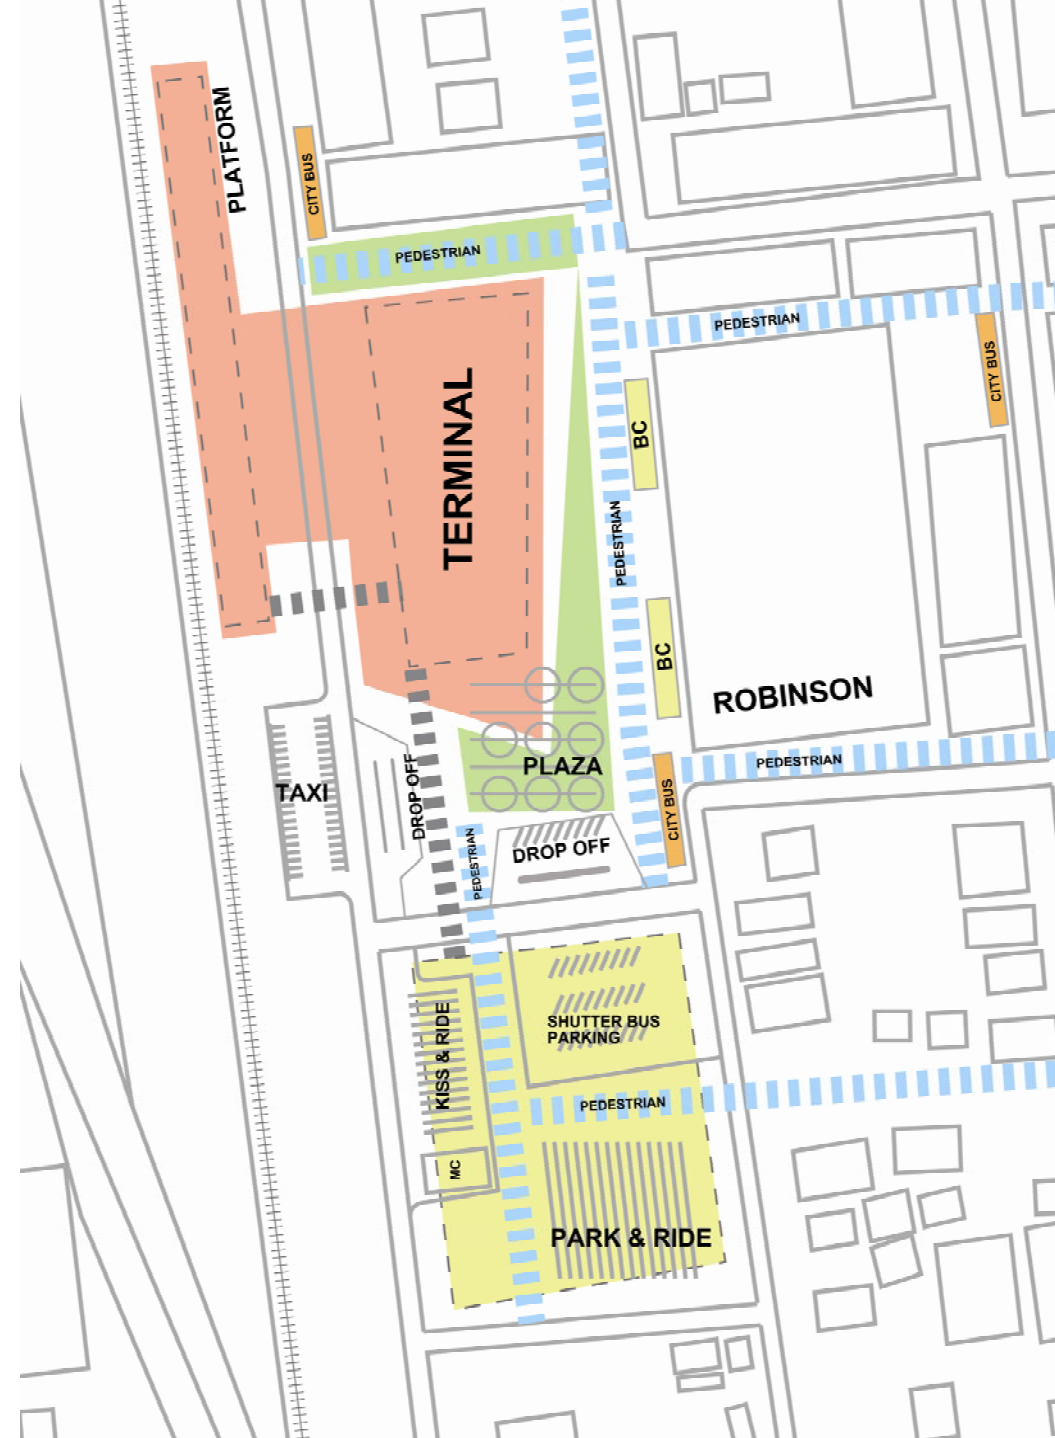 PLATFORM
CITY BUS
PEDESTRIAN
PEDESTRIAN
CITY BUS
TERMINAL
BC
PEDESTRIAN
BC
ROBINSON
PEDESTRIAN
PLAZA
TAXI
DROP OFF
CITY BUS
DROP OFF
PEDESTRIAN
SHUTTER BUS
PARKING
KISS & RIDE
PEDESTRIAN
MC
PARK & RIDE